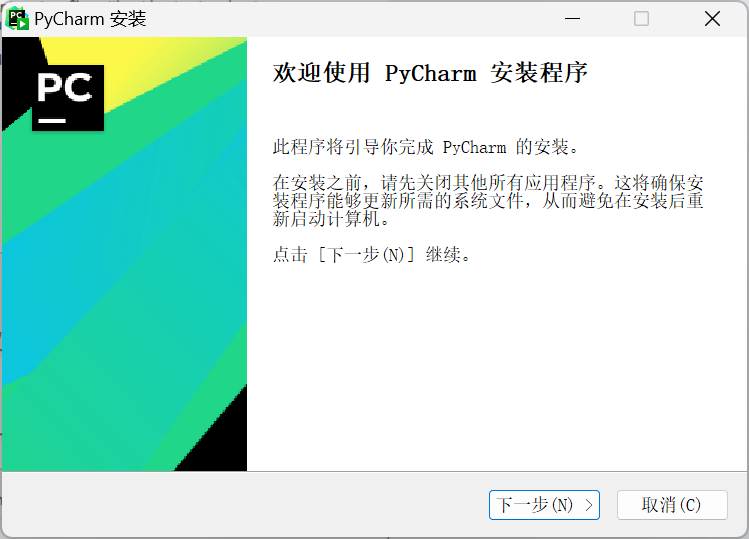 PyCharm 安装
PC
欢迎使用 PyCharm 安装程序
此程序将引导你完成 PyCharm 的安装。
在安装之前，请先关闭其他所有应用程序。这将确保安
装程序能够更新所需的系统文件，从而避免在安装后重
新启动计算机。
点击 [下一步(N)] 继续。
下一步(N) >
取消(C)